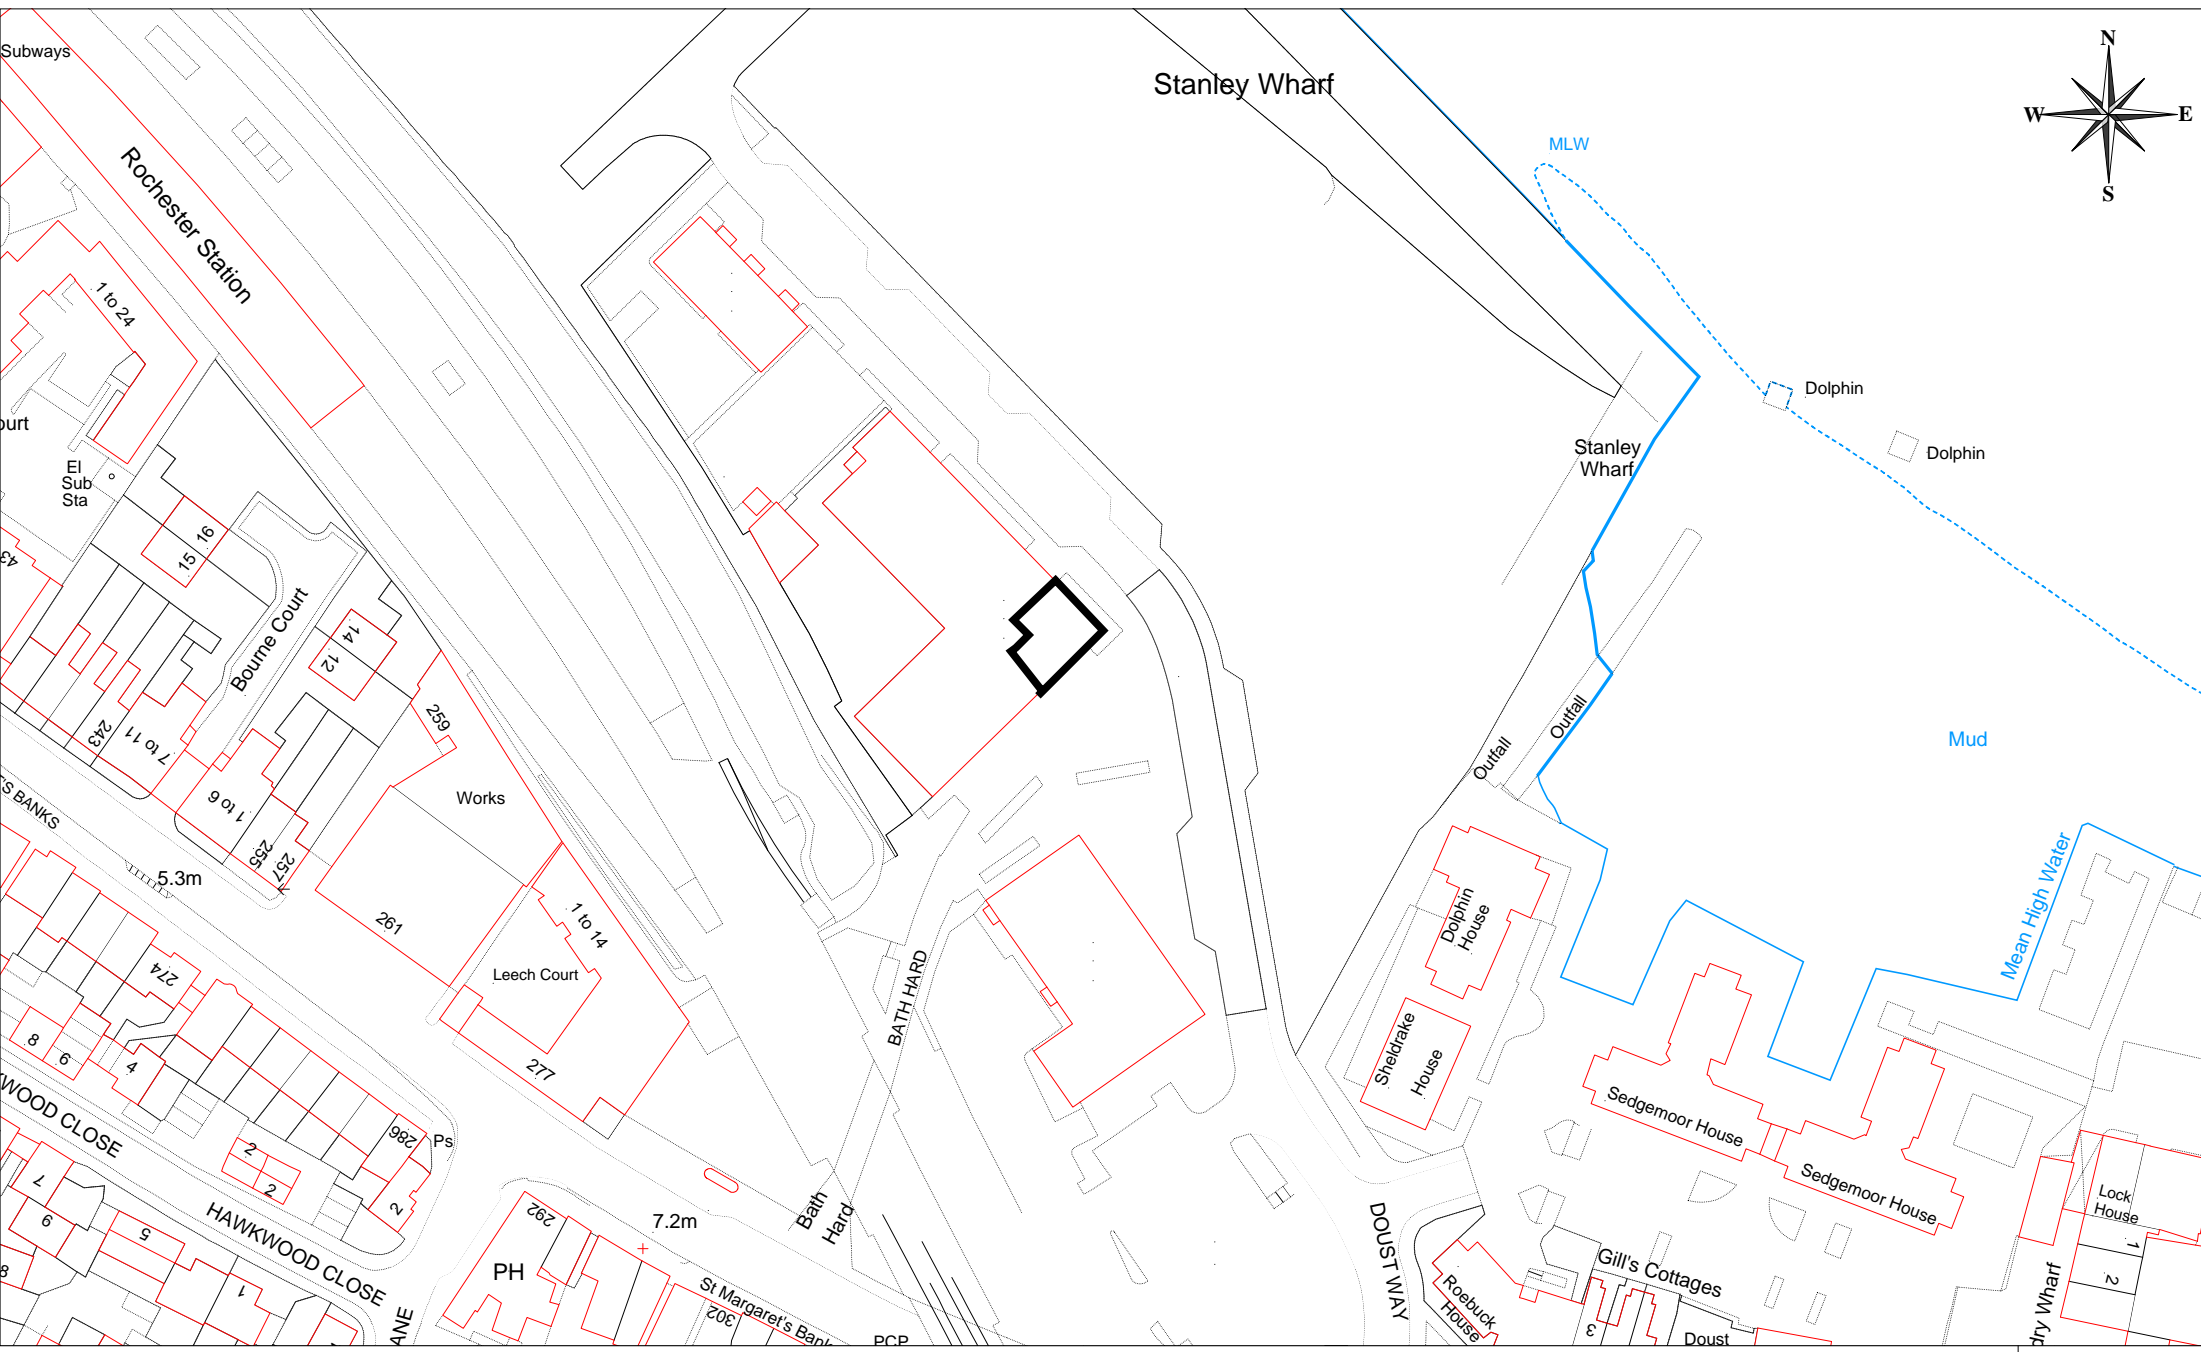 Subways
Stanley Wharf
N
W
E
S
MLW
Rochester Station
1 to 24
Dolphin
Dolphin
Stanley
Wharf
El
Sub
Sta
16
15
43
Bourne Court
14
12
259
243
7 to 11
Outfall
Outfall
Mud
Works
1 to 6
255
257
5.3m
261
1 to 14
Leech Court
274
Dolphin
House
Mean High Water
BATH HARD
8
6
4
277
Sheldrake
House
Sedgemoor House
Sedgemoor House
286
Ps
2
2
2
7
6
5
8
1
HAWKWOOD CLOSE
292
7.2m
Bath
Hard
PH
St Margaret's Bank
302
PCP
DOUST WAY
Gill's Cottages
Roebuck
House
3
Doust
Lock
House
1
2